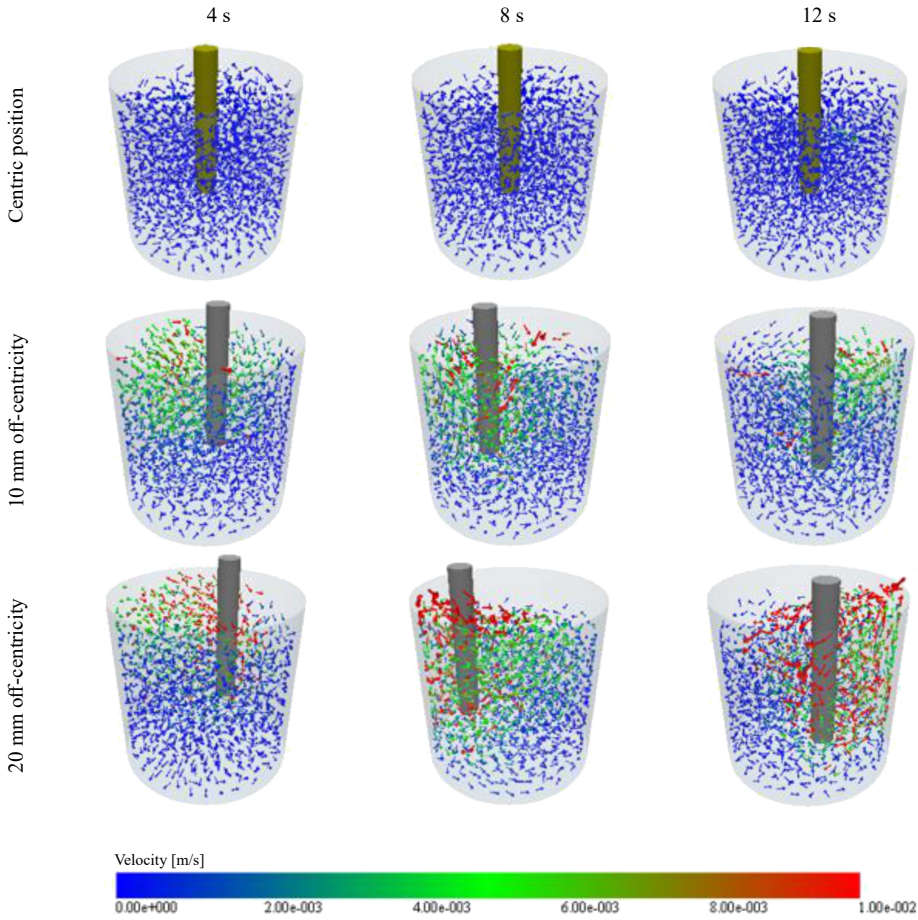 4 s 8 s 12 s
Centric position
10 mm off-centricity
20 mm off-centricity
Velocity [m/s]
0.00e+000 2.00e-003 4.00e-003 6.00e-003 8.00e-003 1.00e-002